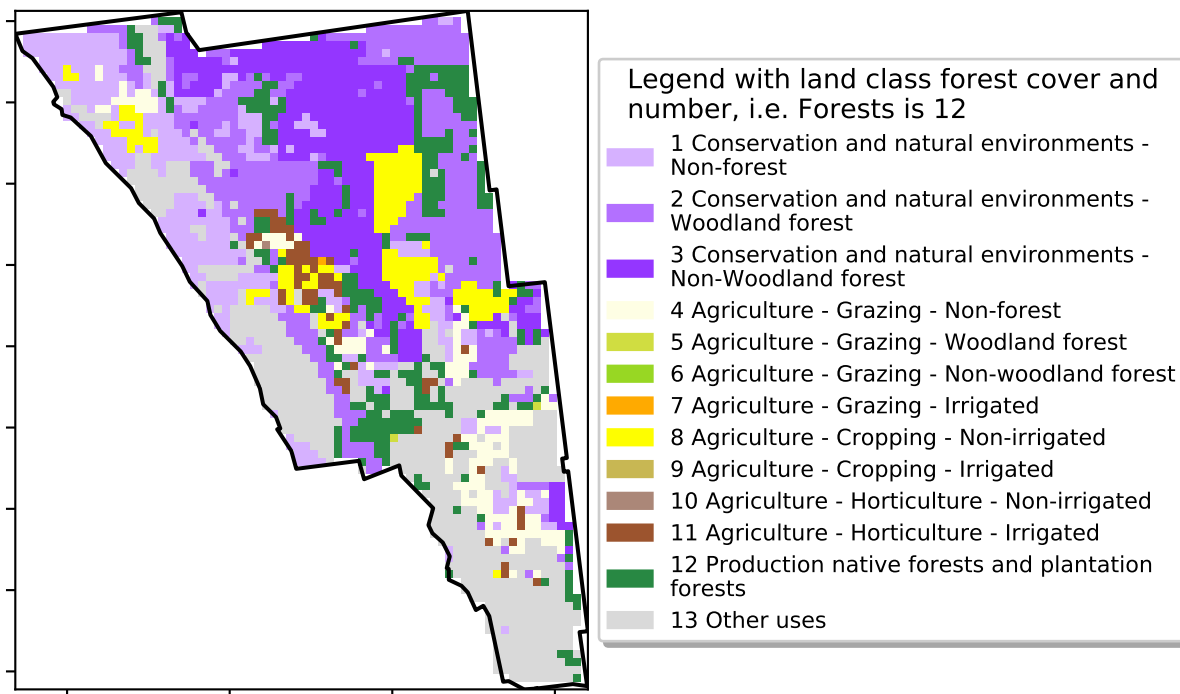 Legend with land class forest cover and
number, i.e. Forests is 12
1 Conservation and natural environments -
Non-forest
2 Conservation and natural environments -
Woodland forest
3 Conservation and natural environments -
Non-Woodland forest
4 Agriculture - Grazing - Non-forest
5 Agriculture - Grazing - Woodland forest
6 Agriculture - Grazing - Non-woodland forest
7 Agriculture - Grazing - Irrigated
8 Agriculture - Cropping - Non-irrigated
9 Agriculture - Cropping - Irrigated
10 Agriculture - Horticulture - Non-irrigated
11 Agriculture - Horticulture - Irrigated
12 Production native forests and plantation
forests
13 Other uses